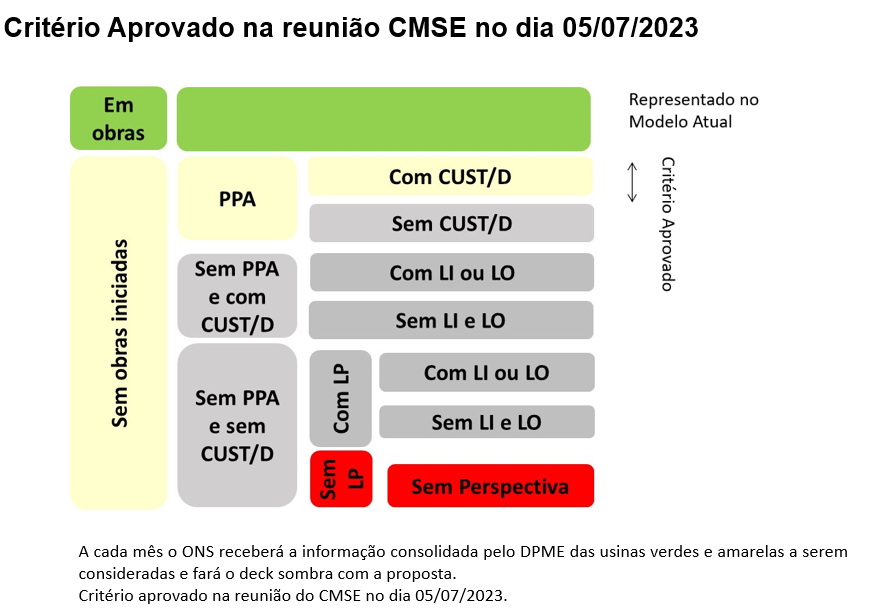 Critério Aprovado na reunião CMSE no dia 05/07/2023
Em
obras
Representado no
Modelo Atual
Sem obras iniciadas
PPA
Com CUST/D
Sem CUST/D
Critério Aprovado
Sem PPA
e com
CUST/D
Com LI ou LO
Sem LI e LO
Sem PPA
e sem
CUST/D
Com LP
Com LI ou LO
Sem LI e LO
Sem
LP
Sem Perspectiva
A cada mês o ONS receberá a informação consolidada pelo DPME das usinas verdes e amarelas a serem
consideradas e fará o deck sombra com a proposta.
Critério aprovado na reunião do CMSE no dia 05/07/2023.